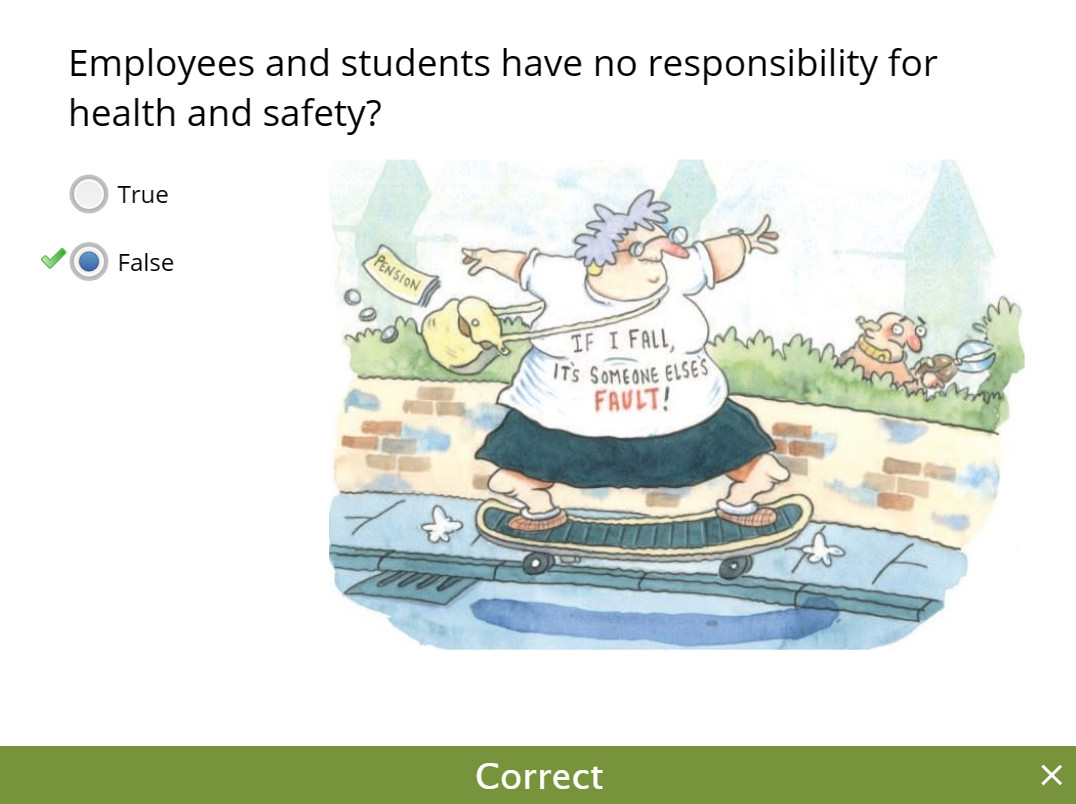 Employees and students have no responsibility for
health and safety?
True
False
PENSION
IF I FALL,
IT'S SOMEONE ELSE'S
FAULT!
Correct